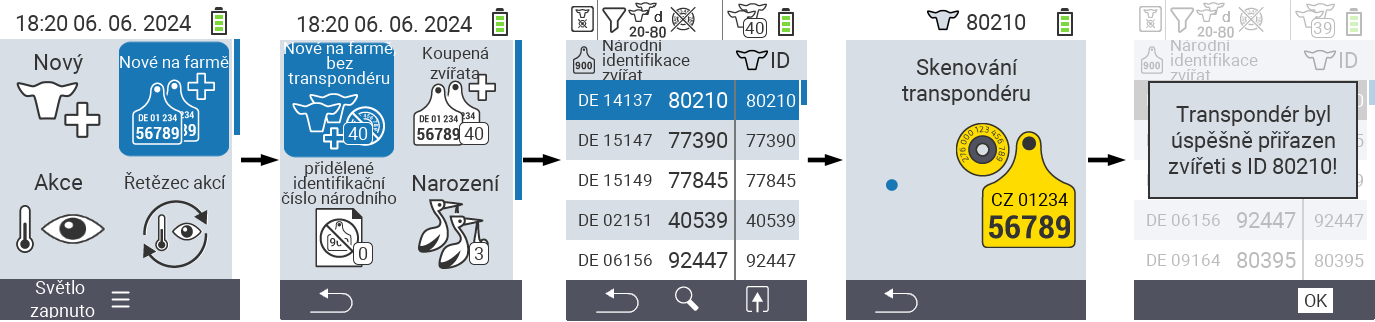 18:20 06. 06. 2024
Nový
Nové na farmě
DE 01 234
56789
Akce
Řetězec akcí
Světlo
zapnuto
18:20 06. 06. 2024
Nové na farmě
bez
transpondéru
40
Koupená
zvířata
DE 01 234
56789
40
přidělené
identifikační
číslo národního
0
Narození
3
d
20-80
40
900
Národní
identifikace
zvířat
ID
DE 14137 80210 80210
DE 15147 77390 77390
DE 15149 77845 77845
DE 02151 40539 40539
DE 06156 92447 92447
80210
Skenování
transpondéru
276 000 123 456 789
CZ 01234
56789
d
20-80
39
900
Národní
identifikace
zvířat
ID
Transpondér byl
úspěšně přiřazen
zvířeti s ID 80210!
DE 06156 92447 92447
DE 09164 80395 80395
OK